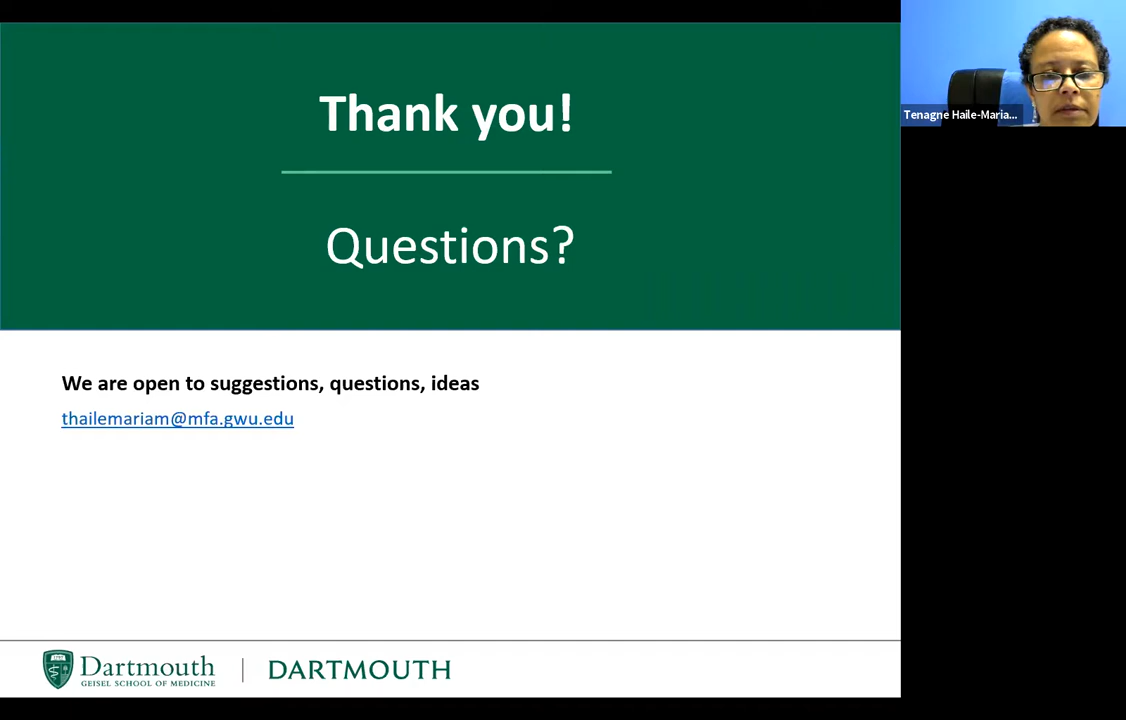 Thank you!
Questions?
We are open to suggestions, questions, ideas
thailemariam@mfa.gwu.edu
Dartmouth
GEISEL SCHOOL OF MEDICINE
DARTMOUTH
Tenagne Haile-Maria...